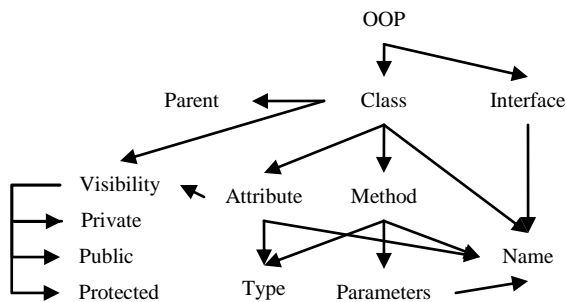 OOP
Parent
Class
Interface
Visibility
Attribute
Method
Private
Public
Name
Protected
Type
Parameters